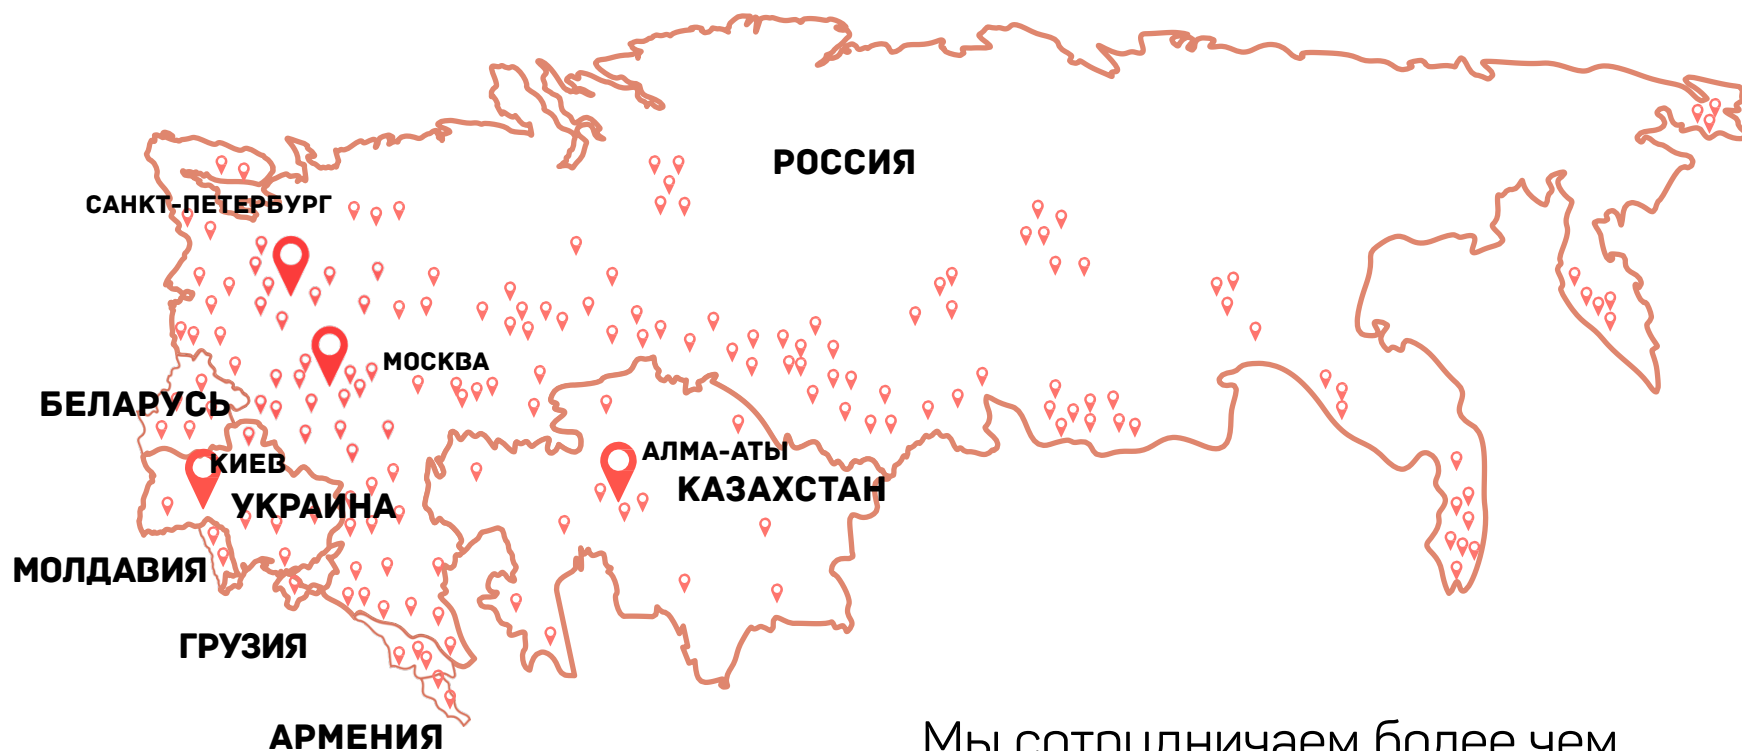 РОССИЯ
САНКТ-ПЕТЕРБУРГ
МОСКВА
БЕЛАРУСЬ
КИЕВ
АЛМА-АТЫ
КАЗАХСТАН
УКРАИНА
МОЛДАВИЯ
ГРУЗИЯ
АРМЕНИЯ
Мы сотрудничаем более чем